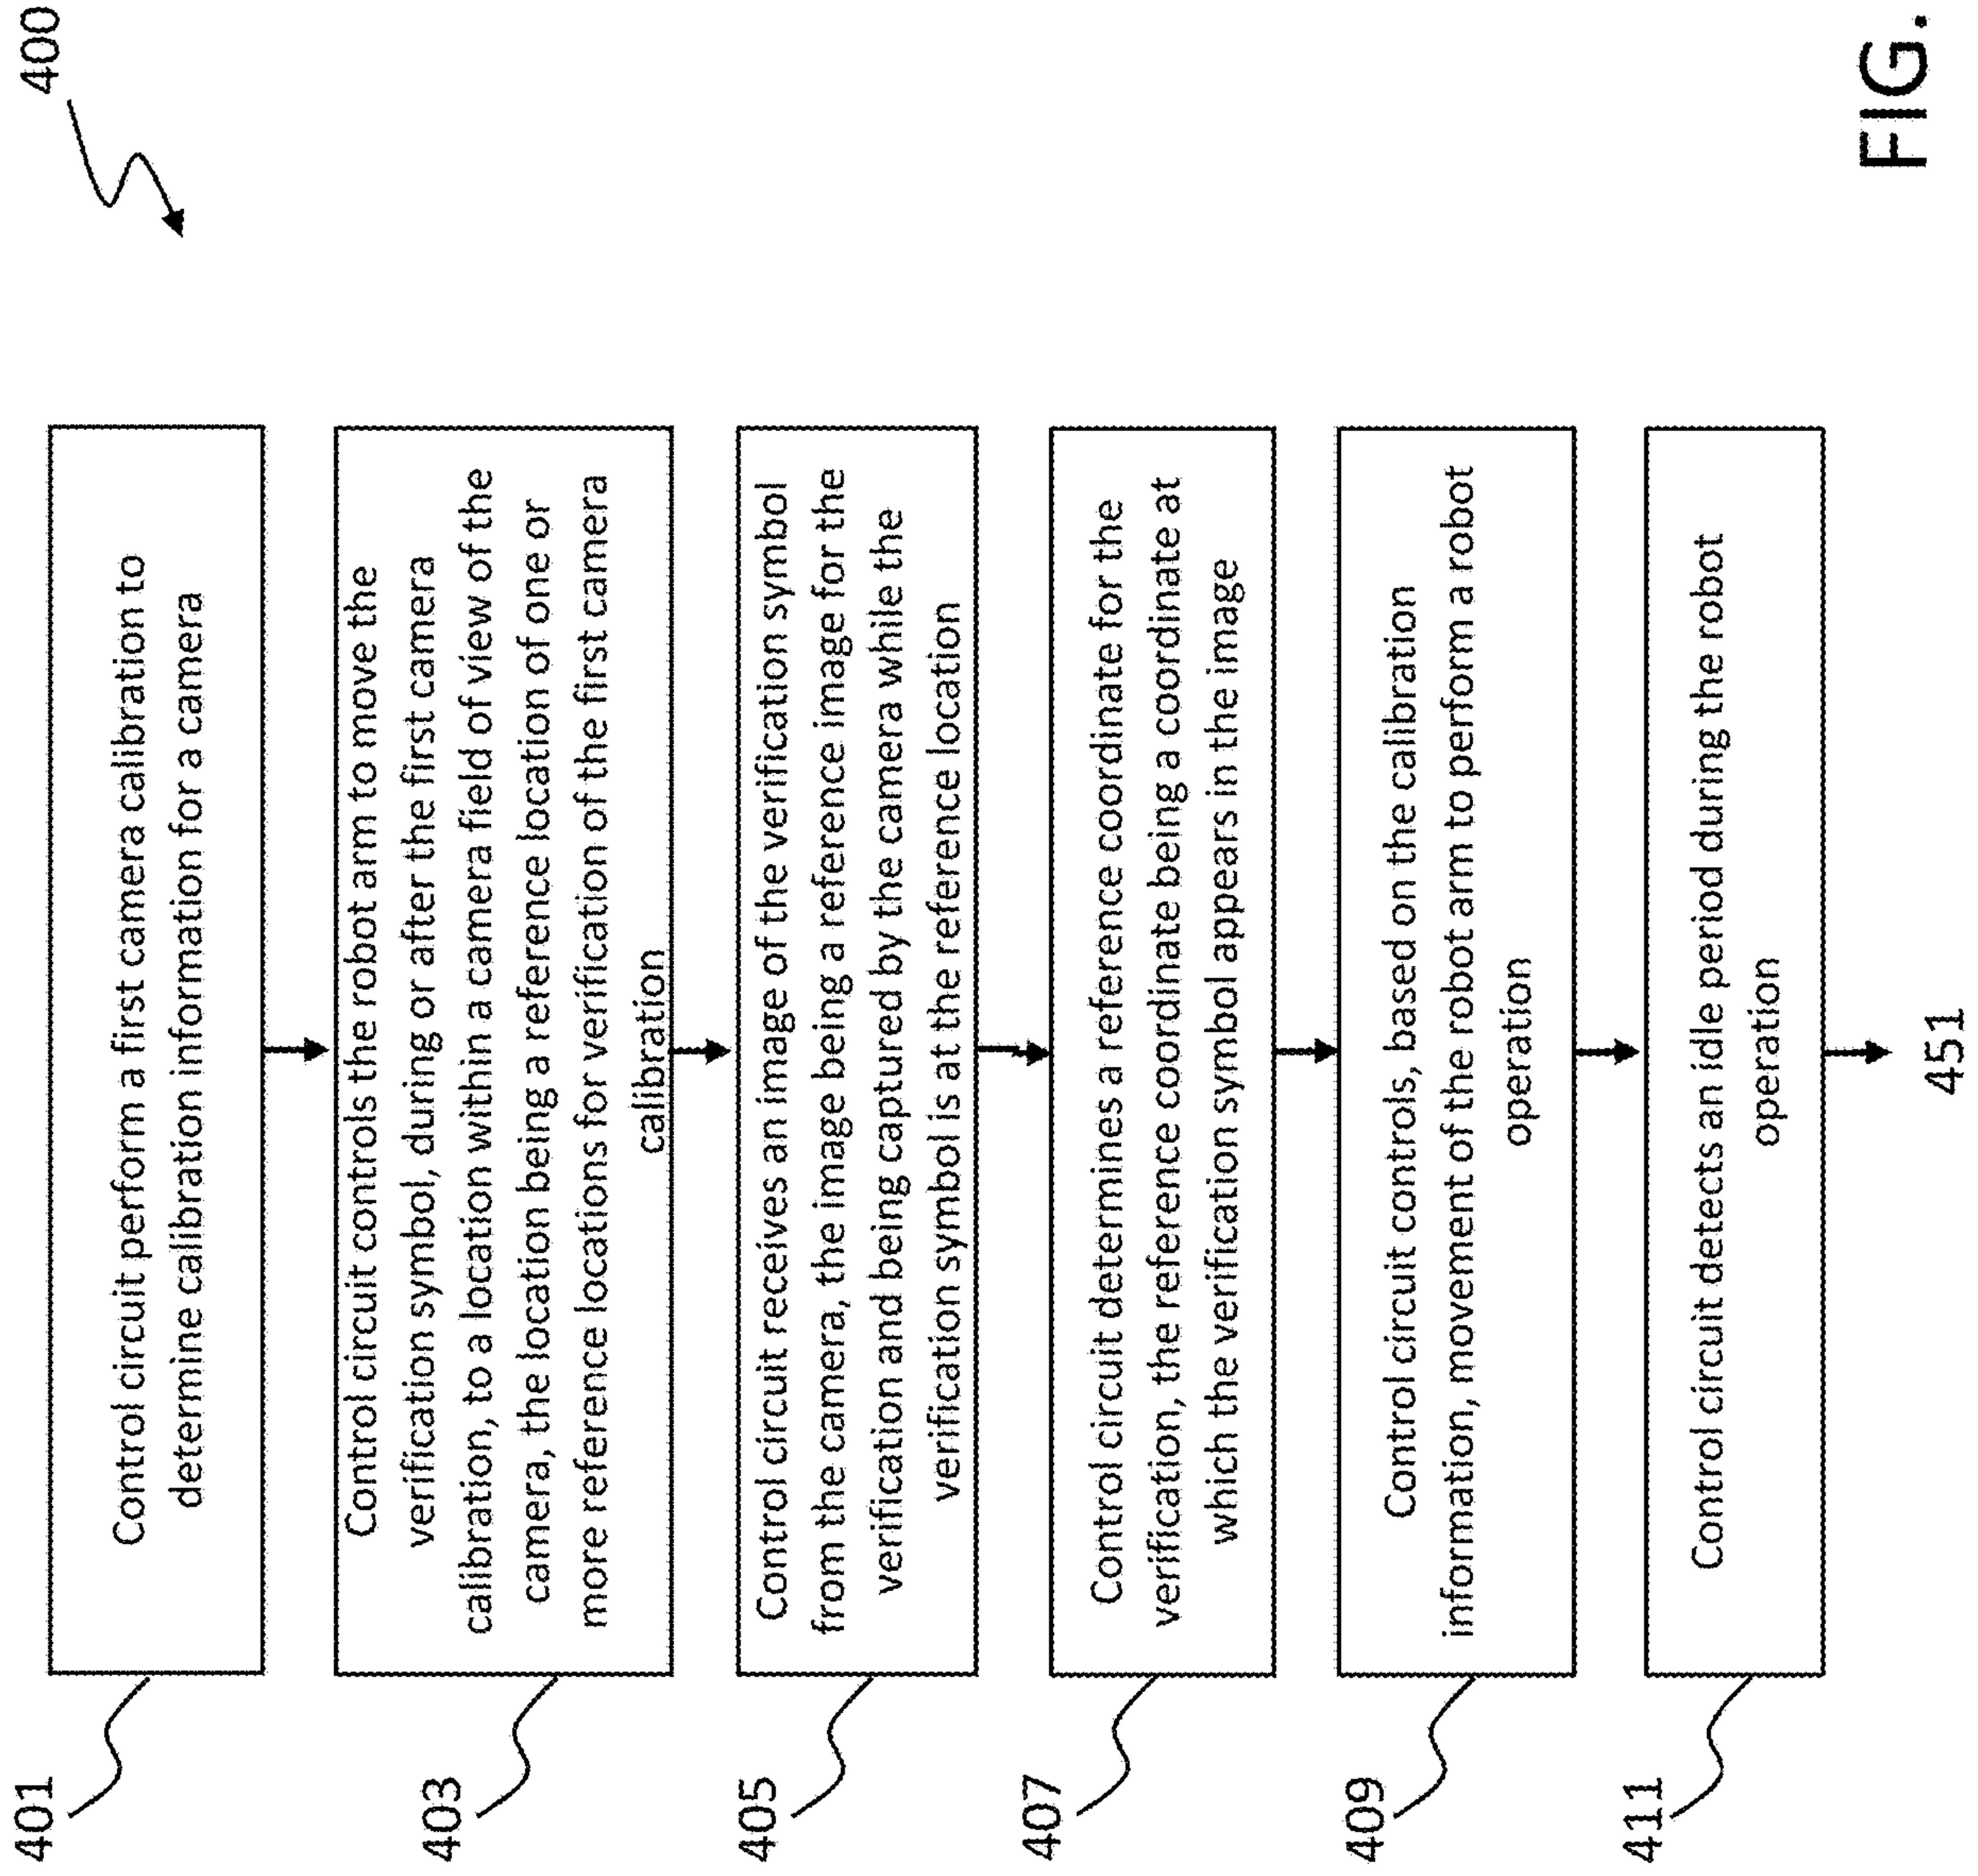 400
401
Control circuit perform a first camera calibration to
determine calibration information for a camera
403
Control circuit controls the robot arm to move the
verification symbol, during or after the first camera
calibration, to a location within a camera field of view of the
camera, the location being a reference location of one or
more reference locations for verification of the first camera
calibration
405
Control circuit receives an image of the verification symbol
from the camera, the image being a reference image for the
verification and being captured by the camera while the
verification symbol is at the reference location
407
Control circuit determines a reference coordinate for the
verification, the reference coordinate being a coordinate at
which the verification symbol appears in the image
409
Control circuit controls, based on the calibration
information, movement of the robot arm to perform a robot
operation
411
Control circuit detects an idle period during the robot
operation
451
FIG.